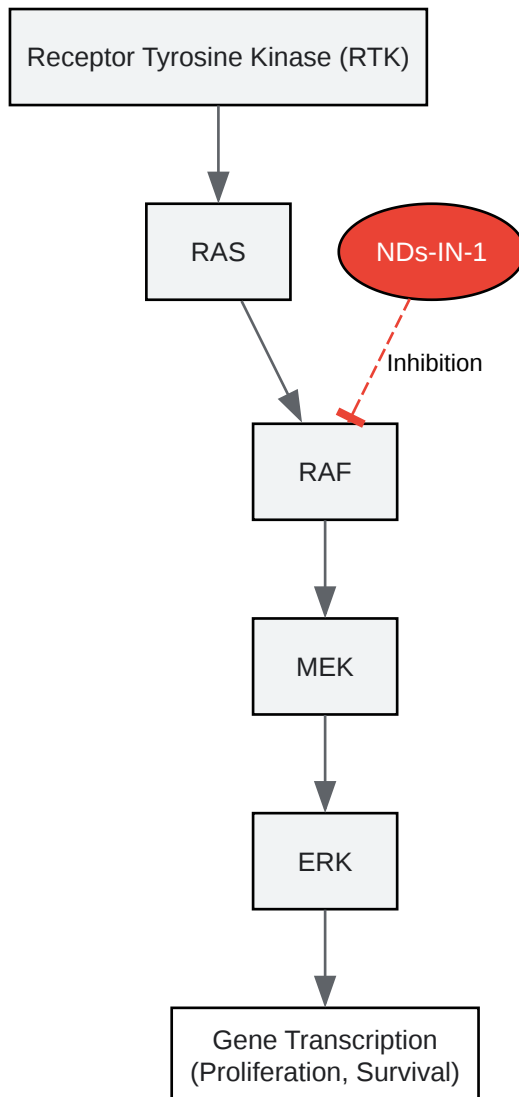 Receptor Tyrosine Kinase (RTK)
RAS
NDs-IN-1
Inhibition
RAF
MEK
ERK
Gene Transcription
(Proliferation, Survival)